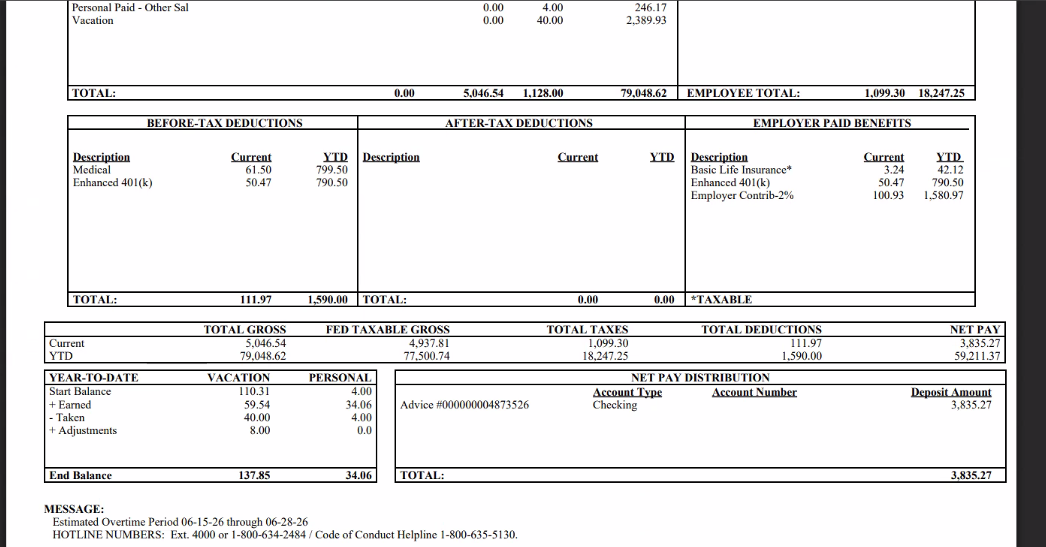 Personal Paid - Other Sal 0.00 4.00 246.17
Vacation 0.00 40.00 2,389.93
TOTAL: 0.00 5,046.54 1,128.00 79,048.62 EMPLOYEE TOTAL: 1,099.30 18,247.25
BEFORE-TAX DEDUCTIONS AFTER-TAX DEDUCTIONS EMPLOYER PAID BENEFITS
Description Current YTD Description Current YTD Description Current YTD
Medical 61.50 799.50 Basic Life Insurance* 3.24 42.12
Enhanced 401(k) 50.47 790.50 Enhanced 401(k) 50.47 790.50
Employer Contrib-2% 100.93 1,580.97
TOTAL: 111.97 1,590.00 TOTAL: 0.00 0.00 *TAXABLE
TOTAL GROSS FED TAXABLE GROSS TOTAL TAXES TOTAL DEDUCTIONS NET PAY
Current 5,046.54 4,937.81 1,099.30 111.97 3,835.27
YTD 79,048.62 77,500.74 18,247.25 1,590.00 59,211.37
YEAR-TO-DATE VACATION PERSONAL NET PAY DISTRIBUTION
Start Balance 110.31 4.00 Account Type Account Number Deposit Amount
+ Earned 59.54 34.06 Advice #000000004873526 Checking 3,835.27
- Taken 40.00 4.00
+ Adjustments 8.00 0.0
End Balance 137.85 34.06 TOTAL: 3,835.27
MESSAGE:
Estimated Overtime Period 06-15-26 through 06-28-26
HOTLINE NUMBERS: Ext. 4000 or 1-800-634-2484 / Code of Conduct Helpline 1-800-635-5130.